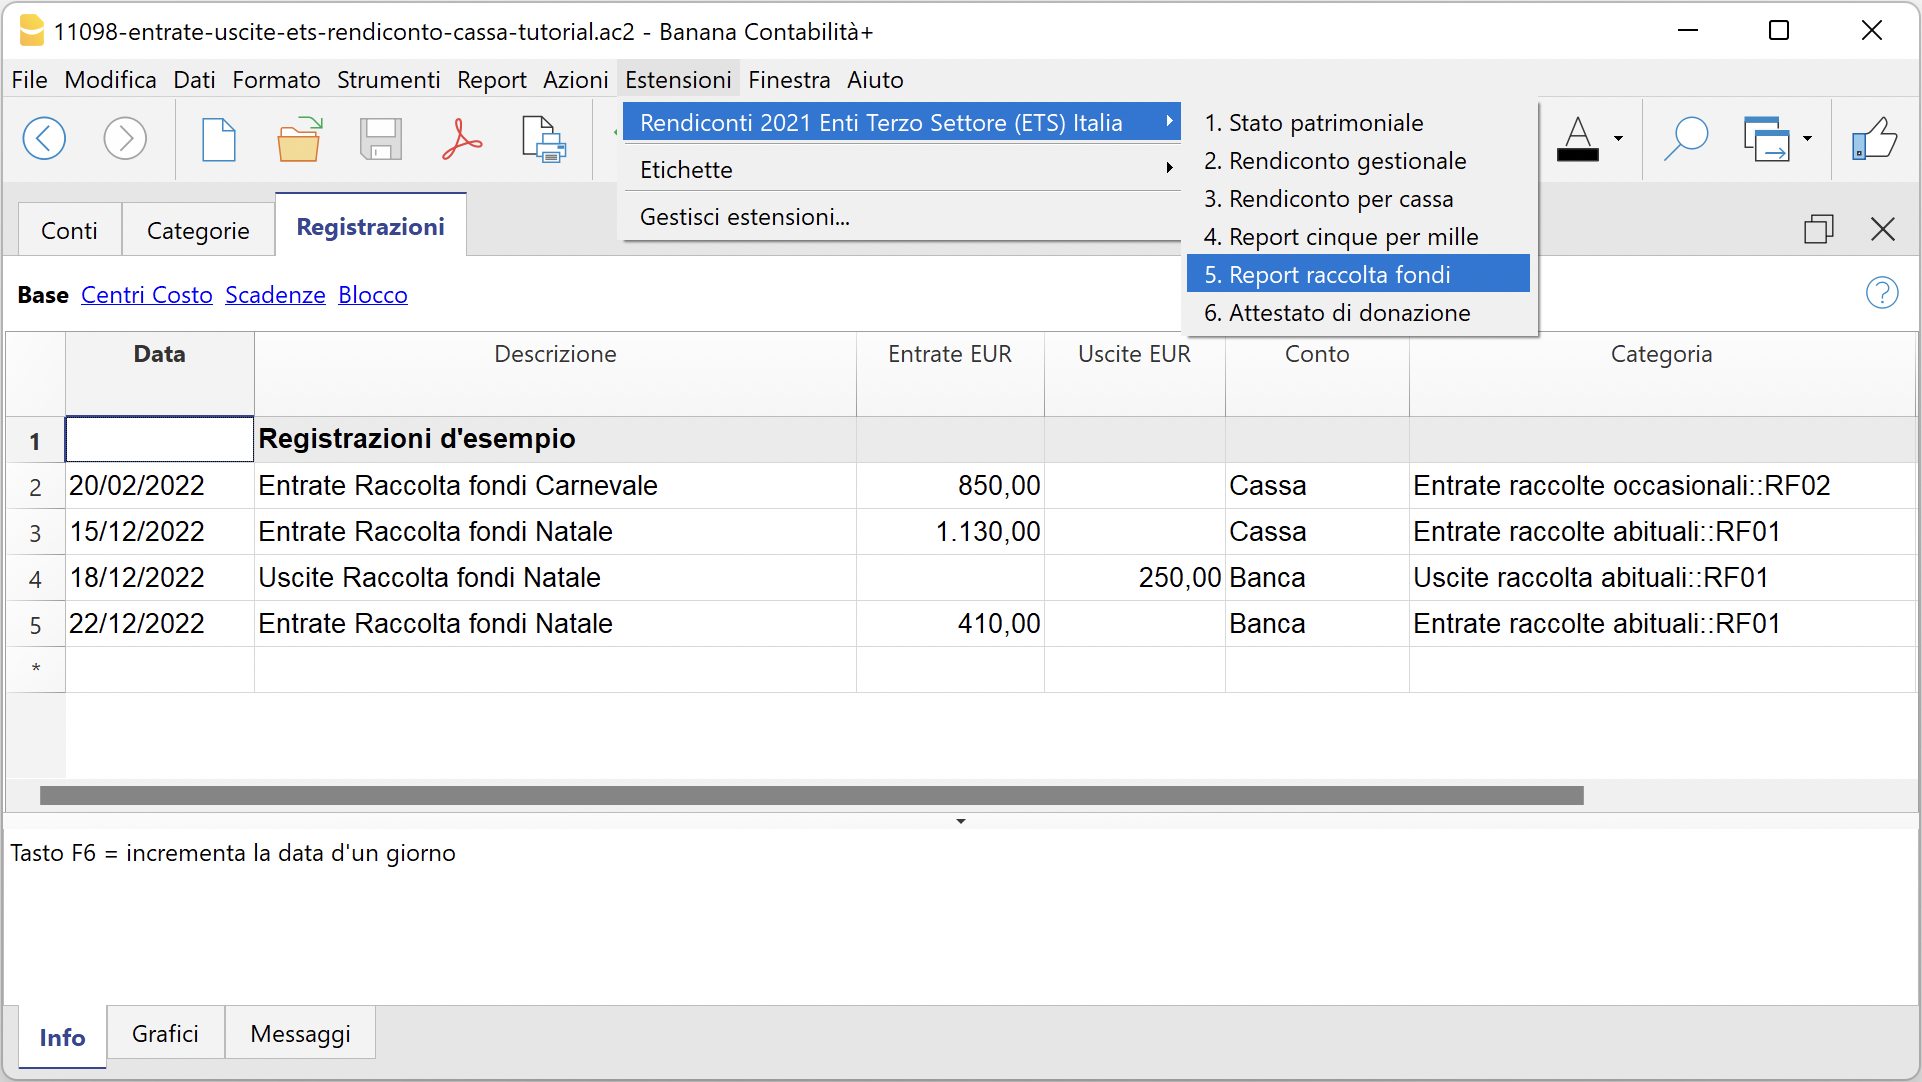 11098-entrate-uscite-ets-rendiconto-cassa-tutorial.ac2 - Banana Contabilità+
File Modifica Dati Formato Strumenti Report Azioni Estensioni Finestra Aiuto
Rendiconti 2021 Enti Terzo Settore (ETS) Italia
Etichette
Gestisci estensioni...
1. Stato patrimoniale
2. Rendiconto gestionale
3. Rendiconto per cassa
4. Report cinque per mille
5. Report raccolta fondi
6. Attestato di donazione
A
Conti Categorie Registrazioni
Base Centri Costo Scadenze Blocco
?
Data Descrizione Entrate EUR Uscite EUR Conto Categoria
1 Registrazioni d'esempio
2 20/02/2022 Entrate Raccolta fondi Carnevale 850,00 Cassa Entrate raccolte occasionali::RF02
3 15/12/2022 Entrate Raccolta fondi Natale 1.130,00 Cassa Entrate raccolte abituali::RF01
4 18/12/2022 Uscite Raccolta fondi Natale 250,00 Banca Uscite raccolta abituali::RF01
5 22/12/2022 Entrate Raccolta fondi Natale 410,00 Banca Entrate raccolte abituali::RF01
*
Tasto F6 = incrementa la data d'un giorno
Info Grafici Messaggi